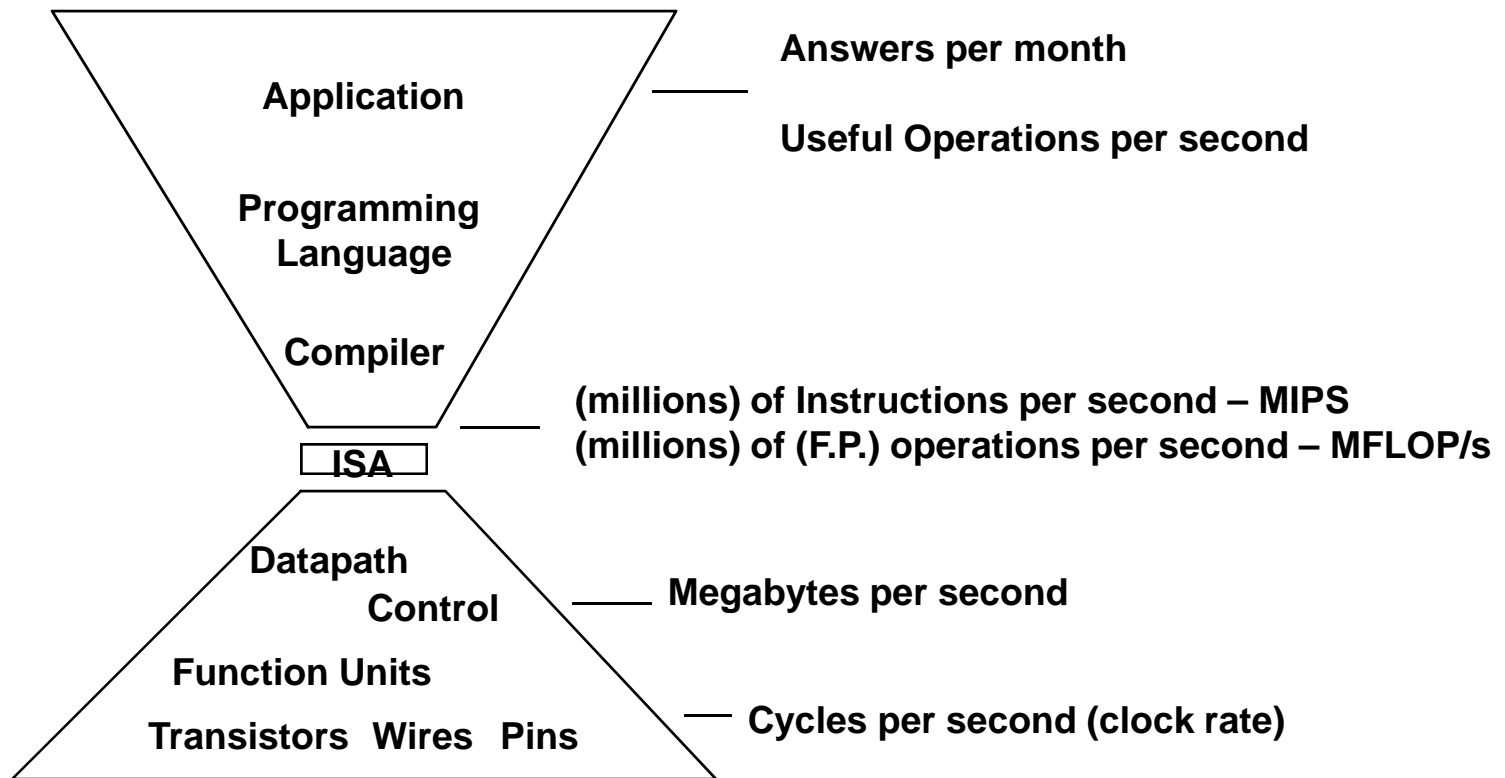 Answers per month
Application
Useful Operations per second
Programming
Language
Compiler
(millions) of Instructions per second – MIPS
(millions) of (F.P.) operations per second – MFLOP/s
ISA
Datapath
Control
Megabytes per second
Function Units
Transistors Wires Pins
Cycles per second (clock rate)